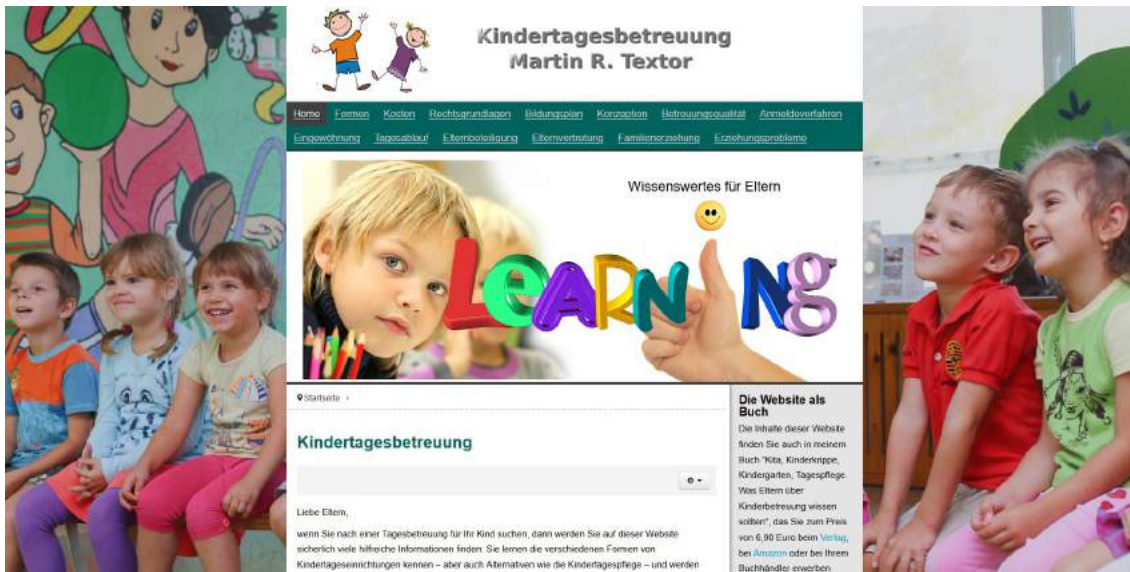 Kindertagesbetreuung
Martin R. Textor
Home Formen Kosten Rechtsgrundlagen Bildungsplan Konzeption Betreuungsqualität Anmeldeverfahren
Eingewöhnung Tagesablauf Elternbeteiligung Elternvertretung Familienerziehung Erziehungsprobleme
Wissenswertes für Eltern
LEARNiNg
Startseite
Kindertagesbetreuung
Liebe Eltern,
wenn Sie nach einer Tagesbetreuung für Ihr Kind suchen, dann werden Sie auf dieser Website
sicherlich viele hilfreiche Informationen finden: Sie lernen die verschiedenen Formen von
Kindertageseinrichtungen kennen – aber auch Alternativen wie die Kindertagespflege – und werden
Die Website als
Buch
Die Inhalte dieser Website
finden Sie auch in meinem
Buch "Kita, Kinderkrippe,
Kindergarten, Tagespflege.
Was Eltern über
Kinderbetreuung wissen
sollten", das Sie zum Preis
von 6,90 Euro beim Verlag,
bei Amazon oder bei Ihrem
Buchhändler erwerben